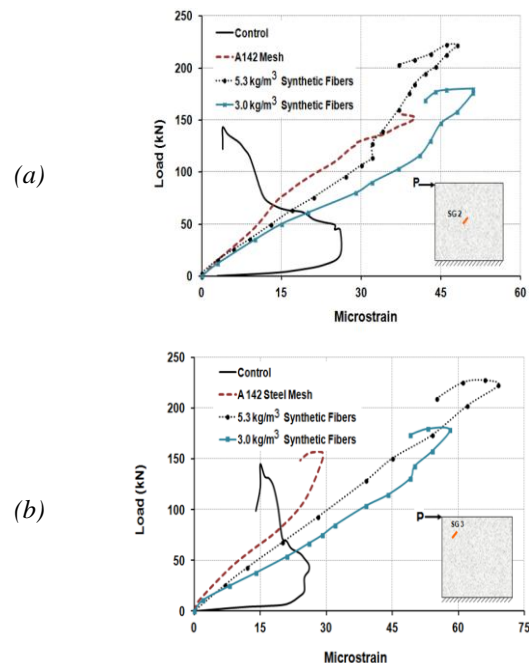 (a)
Load (kN)
250
200
150
100
50
0
Control
A142 Mesh
5.3 kg/m³ Synthetic Fibers
3.0 kg/m³ Synthetic Fibers
P
SG 2
0 15 30 45 60
Microstrain
(b)
Load (kN)
250
200
150
100
50
0
Control
A 142 Steel Mesh
5.3 kg/m³ Synthetic Fibers
3.0 kg/m³ Synthetic Fibers
P
SG 3
0 15 30 45 60 75
Microstrain